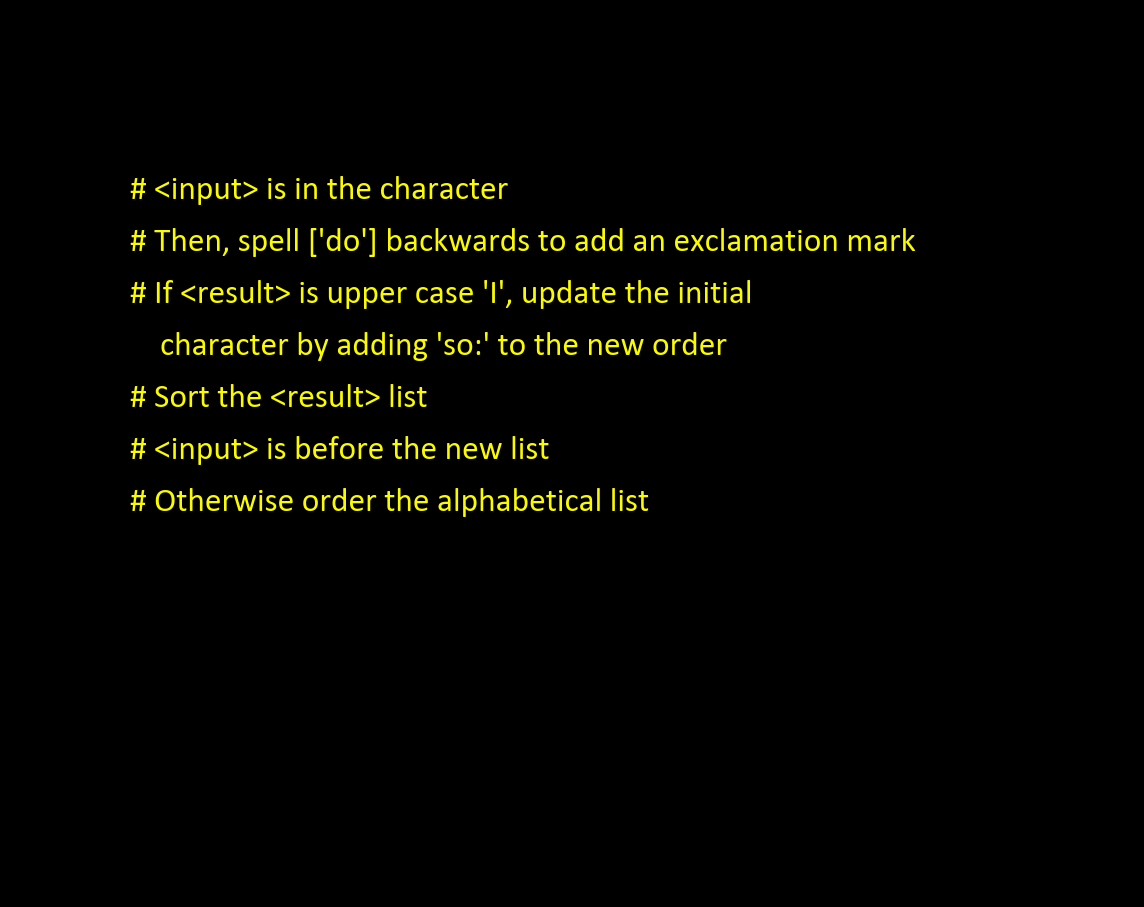 # <input> is in the character
# Then, spell ['do'] backwards to add an exclamation mark
# If <result> is upper case 'I', update the initial
character by adding 'so:' to the new order
# Sort the <result> list
# <input> is before the new list
# Otherwise order the alphabetical list